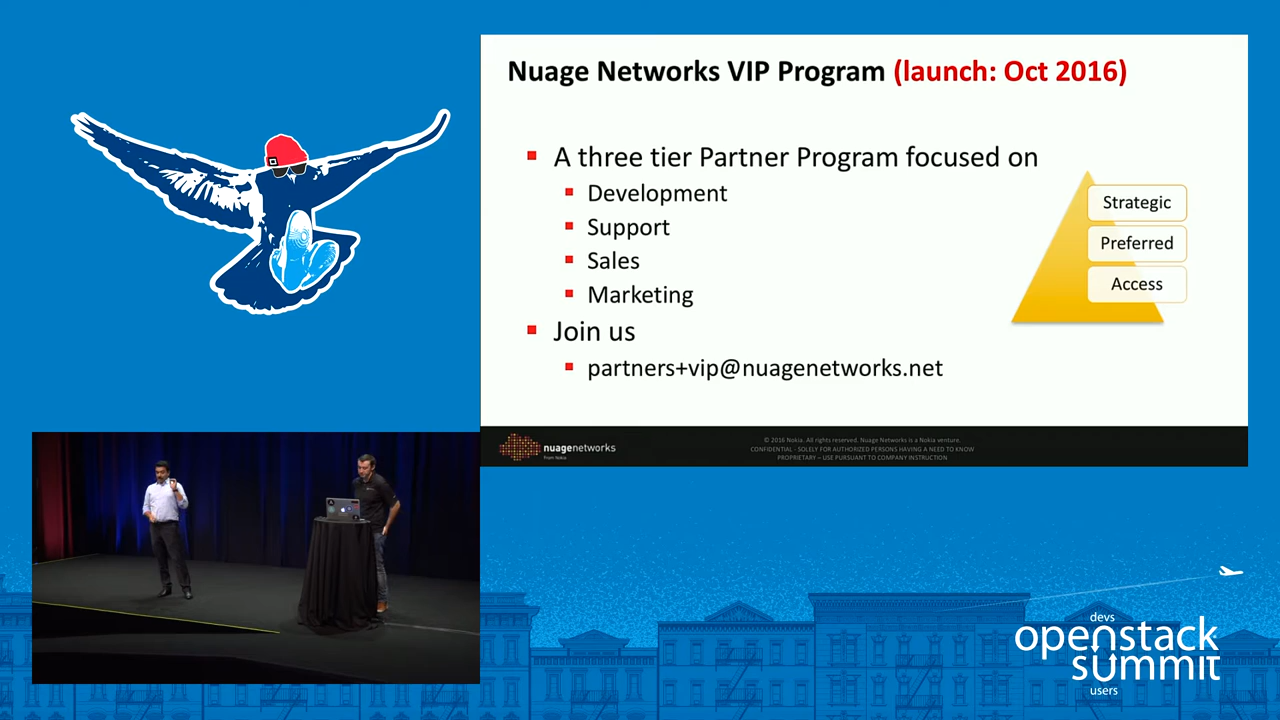 Nuage Networks VIP Program (launch: Oct 2016)
A three tier Partner Program focused on
Development
Support
Sales
Marketing
Join us
partners+vip@nuagenetworks.net
Strategic
Preferred
Access
nuagenetworks
From Nokia
© 2016 Nokia. All rights reserved. Nuage Networks is a Nokia venture.
CONFIDENTIAL - SOLELY FOR AUTHORIZED PERSONS HAVING A NEED TO KNOW
PROPRIETARY – USE PURSUANT TO COMPANY INSTRUCTION
devs
openstack
summit
users